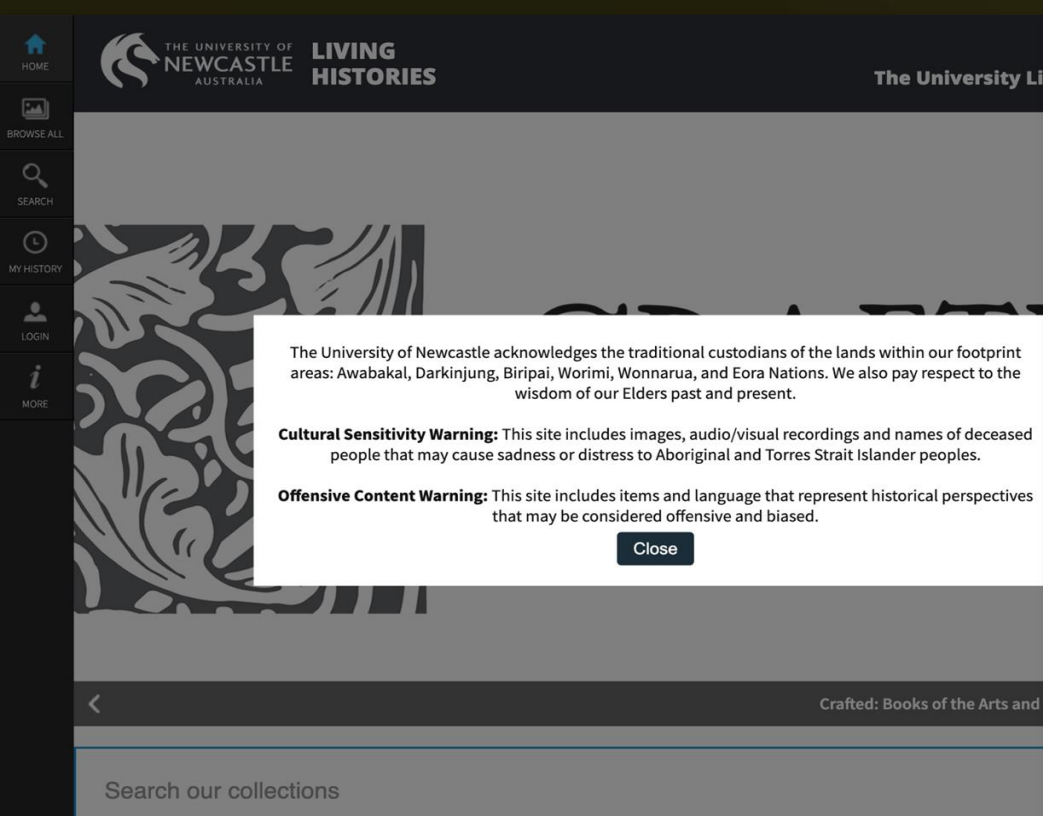 HOME
BROWSE ALL
SEARCH
MY HISTORY
LOGIN
MORE
THE UNIVERSITY OF
NEWCASTLE
AUSTRALIA
LIVING
HISTORIES
The University
The University of Newcastle acknowledges the traditional custodians of the lands within our footprint
areas: Awabakal, Darkinjung, Biripai, Worimi, Wonnarua, and Eora Nations. We also pay respect to the
wisdom of our Elders past and present.
Cultural Sensitivity Warning: This site includes images, audio/visual recordings and names of deceased
people that may cause sadness or distress to Aboriginal and Torres Strait Islander peoples.
Offensive Content Warning: This site includes items and language that represent historical perspectives
that may be considered offensive and biased.
Close
Crafted: Books of the Arts and
Search our collections